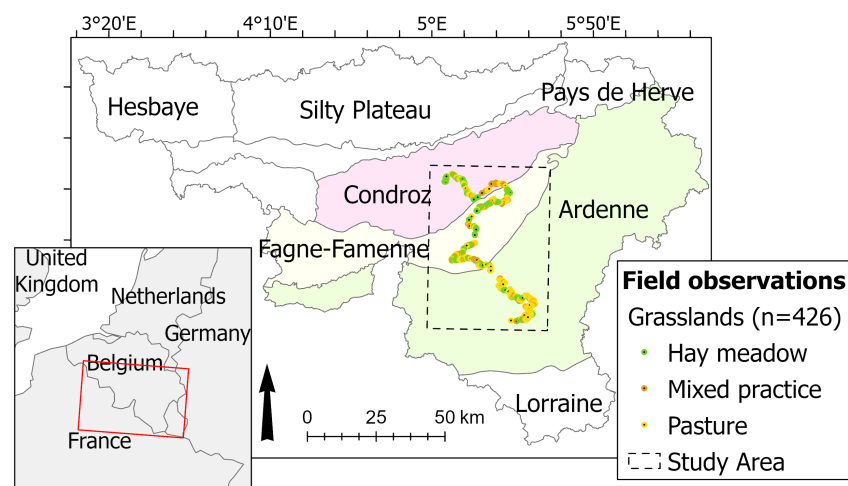 3°20'E 4°10'E 5°E 5°50'E
Hesbaye
Silty Plateau
Pays de Herve
Condroz
Ardenne
Fagne-Famenne
Lorraine
United
Kingdom
Netherlands
Germany
Belgium
France
0 25 50 km
Field observations
Grasslands (n=426)
Hay meadow
Mixed practice
Pasture
Study Area